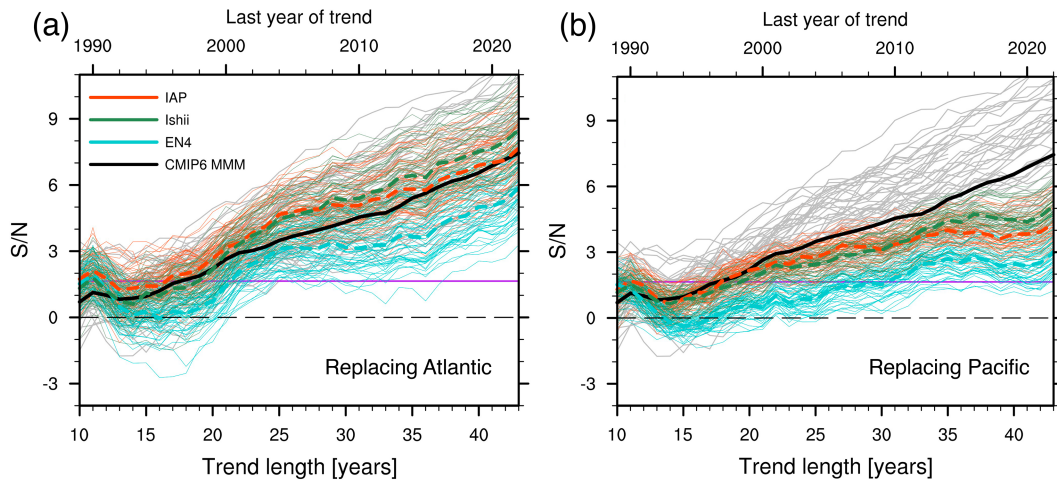 (a)
Last year of trend
1990 2000 2010 2020
9
6
3
0
-3
S/N
IAP
Ishii
EN4
CMIP6 MMM
Replacing Atlantic
10 15 20 25 30 35 40
Trend length [years]
(b)
Last year of trend
1990 2000 2010 2020
9
6
3
0
-3
S/N
Replacing Pacific
10 15 20 25 30 35 40
Trend length [years]